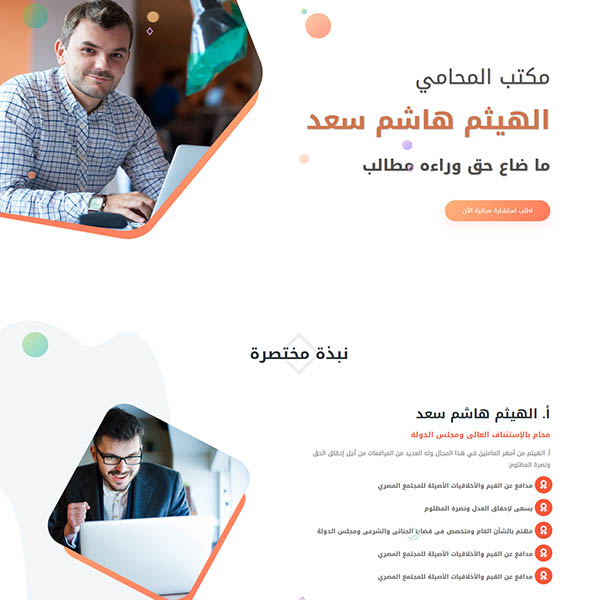 مكتب المحامي
الهيثم هاشم سعد
ما ضاع حق وراءه مطالب
اطلب استشارة مجانية الآن
نبذة مختصرة
أ. الهيثم هاشم سعد
محام بالإستئناف العالى ومجلس الدولة
أ. الهيثم من أمهر العاملين في هذا المجال وله العديد من المرافعات من أجل إحقاق الحق
ونصرة المظلوم:
مدافع عن القيم والأخلاقيات الأصيلة للمجتمع المصري
يسعى لإحقاق العدل ونصرة المظلوم
مهتم بالشأن العام ومتخصص فى قضايا الجنائى والشرعى ومجلس الدولة
مدافع عن القيم والأخلاقيات الأصيلة للمجتمع المصري
مدافع عن القيم والأخلاقيات الأصيلة للمجتمع المصري